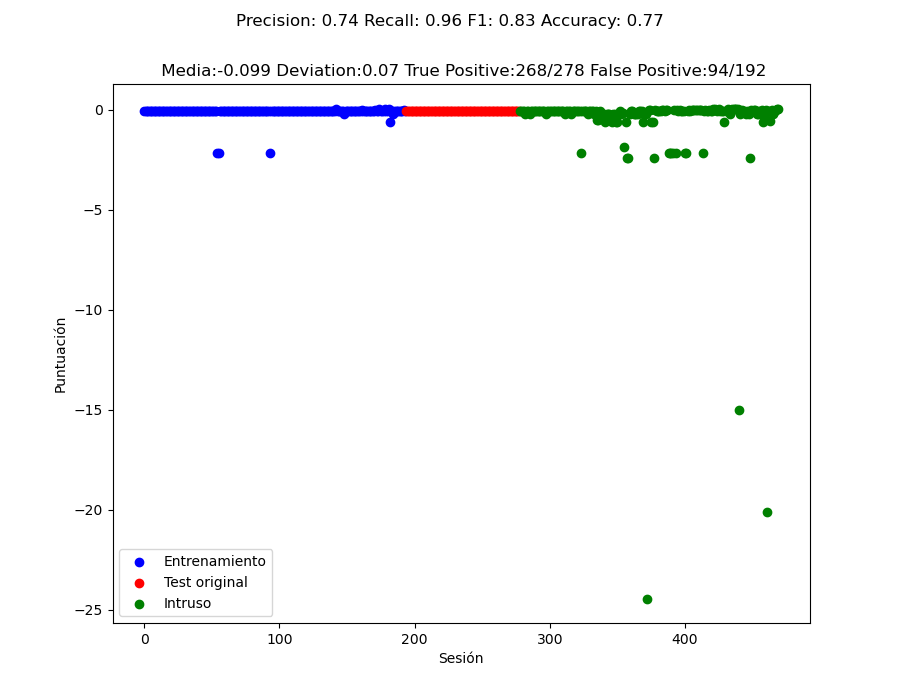 Precision: 0.74 Recall: 0.96 F1: 0.83 Accuracy: 0.77
Media:-0.099 Deviation:0.07 True Positive:268/278 False Positive:94/192
0
−5
−10
−15
−20
−25
Puntuación
Entrenamiento
Test original
Intruso
0 100 200 300 400
Sesión